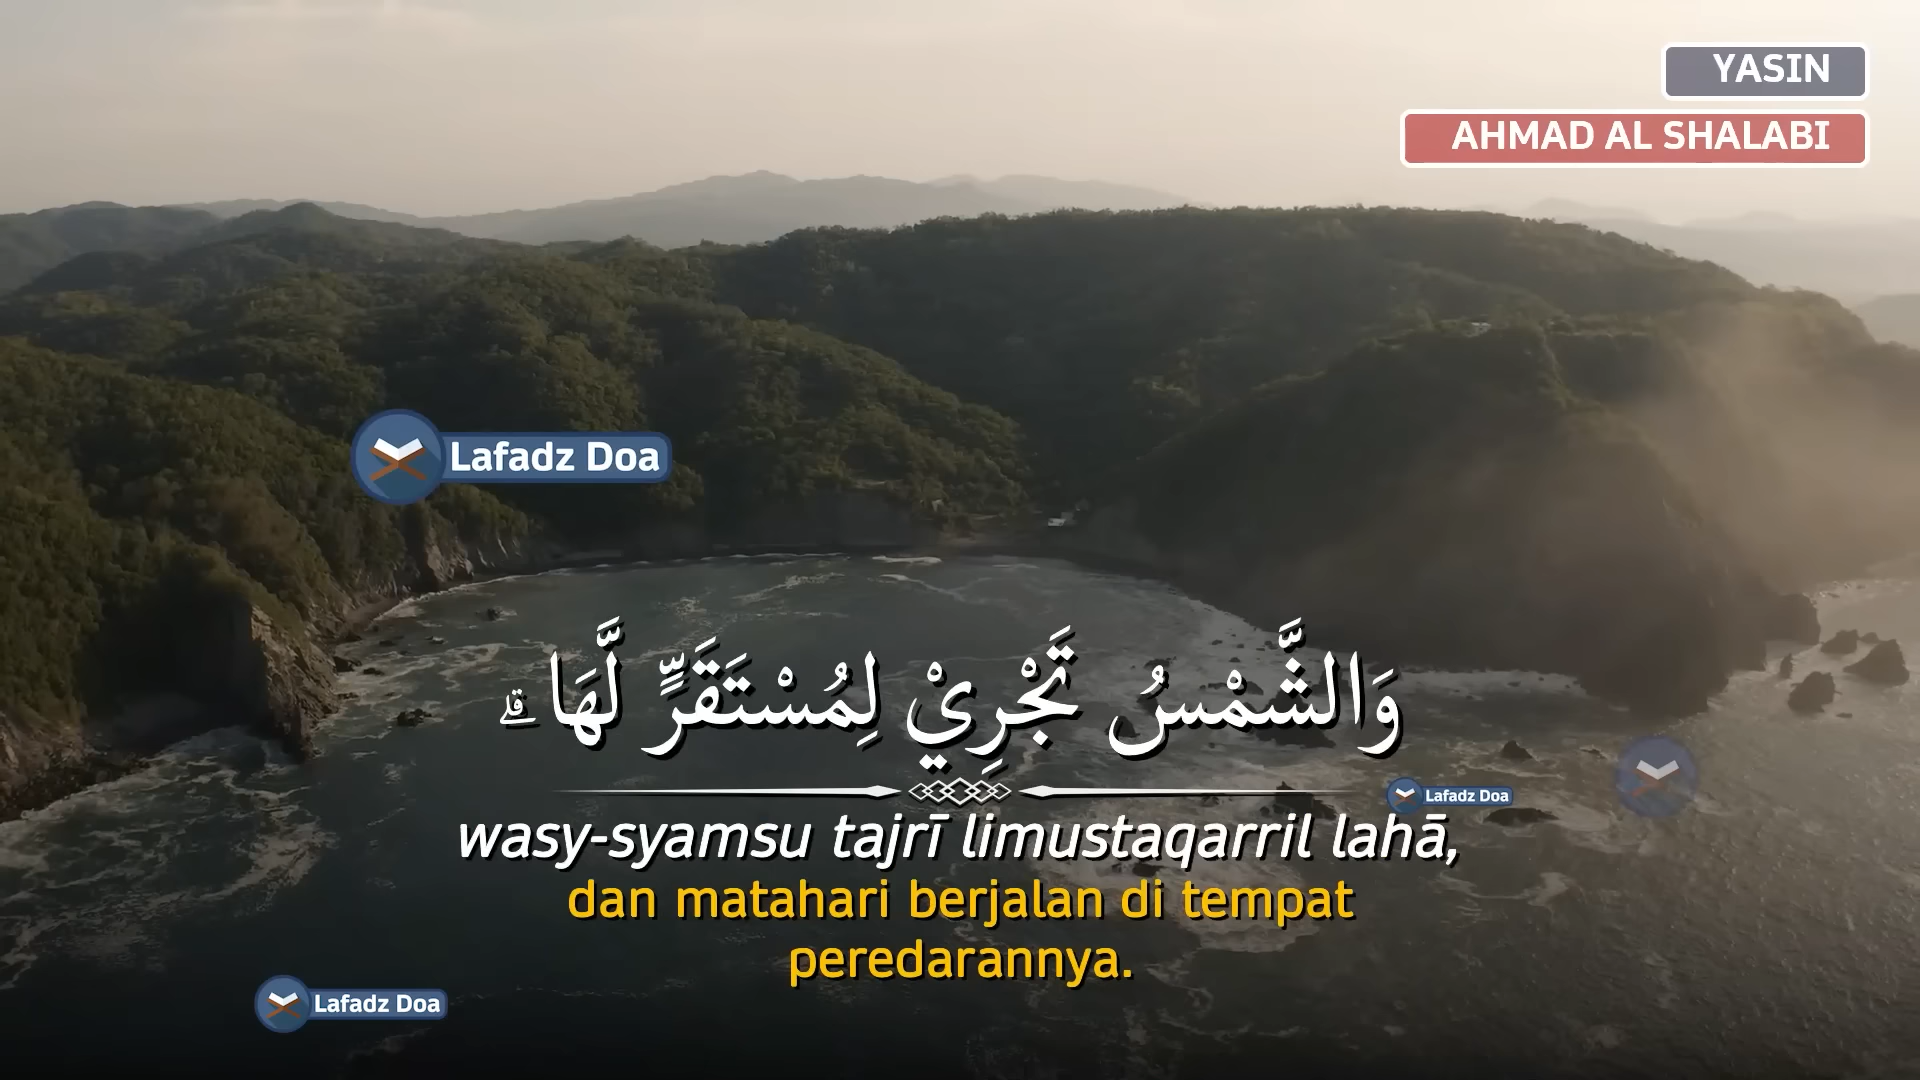 YASIN
AHMAD AL SHALABI
Lafadz Doa
وَالشَّمْسُ تَجْرِيْ لِمُسْتَقَرٍّ لَّهَا ۗ
Lafadz Doa
wasy-syamsu tajrī limustaqarril lahā,
dan matahari berjalan di tempat
peredarannya.
Lafadz Doa